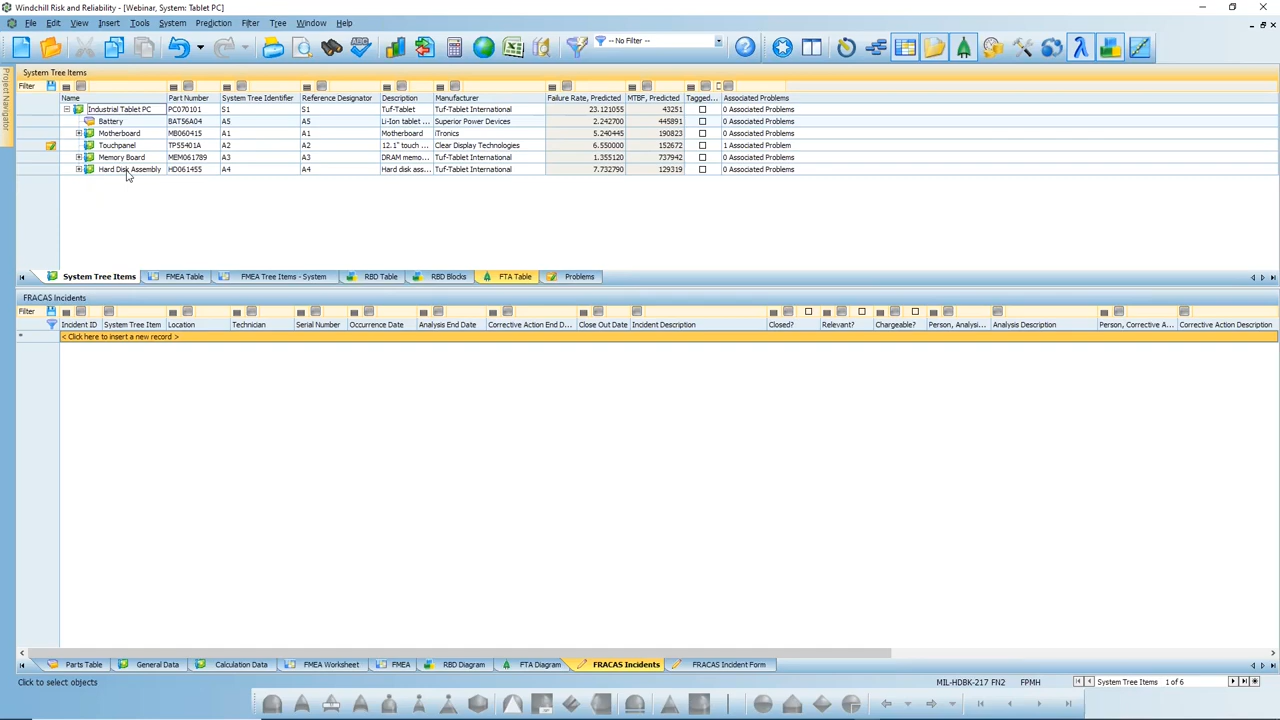 Windchill Risk and Reliability - [Webinar, System: Tablet PC]
File Edit View Insert Tools System Prediction Filter Tree Window Help
-- No Filter --
Project Navigator
System Tree Items
Filter
Name Part Number System Tree Identifier Reference Designator Description Manufacturer Failure Rate, Predicted MTBF, Predicted Tagged... Associated Problems
Industrial Tablet PC PC070101 S1 S1 Tuf-Tablet Tuf-Tablet International 23.121055 43251 0 Associated Problems
Battery BAT56A04 A5 A5 Li-Ion tablet ... Superior Power Devices 2.242700 445891 0 Associated Problems
Motherboard MB060415 A1 A1 Motherboard iTronics 5.240445 190823 0 Associated Problems
Touchpanel TP55401A A2 A2 12.1" touch ... Clear Display Technologies 6.550000 152672 1 Associated Problem
Memory Board MEM061789 A3 A3 DRAM memo... Tuf-Tablet International 1.355120 737942 0 Associated Problems
Hard Disk Assembly HD061455 A4 A4 Hard disk ass... Tuf-Tablet International 7.732790 129319 0 Associated Problems
System Tree Items FMEA Table FMEA Tree Items - System RBD Table RBD Blocks FTA Table Problems
FRACAS Incidents
Filter
Incident ID System Tree Item Location Technician Serial Number Occurrence Date Analysis End Date Corrective Action End D... Close Out Date Incident Description Closed? Relevant? Chargeable? Person, Analysi... Analysis Description Person, Corrective A... Corrective Action Description
* < Click here to insert a new record >
Parts Table General Data Calculation Data FMEA Worksheet FMEA RBD Diagram FTA Diagram FRACAS Incidents FRACAS Incident Form
Click to select objects MIL-HDBK-217 FN2 FPMH System Tree Items 1 of 6